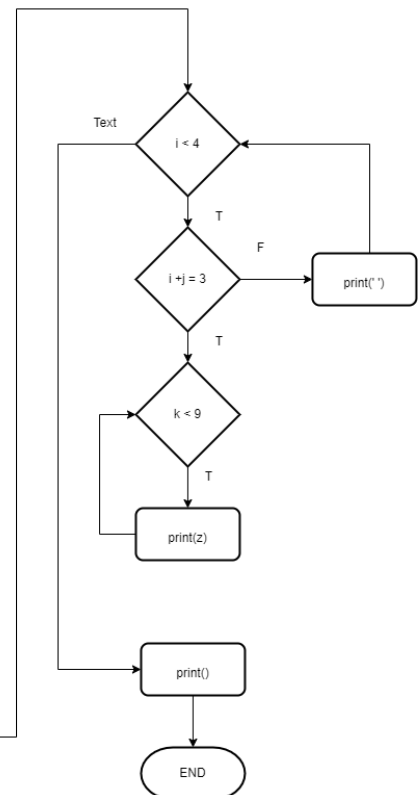 Text
i < 4
T
F
i +j = 3
print(' ')
T
k < 9
T
print(z)
print()
END